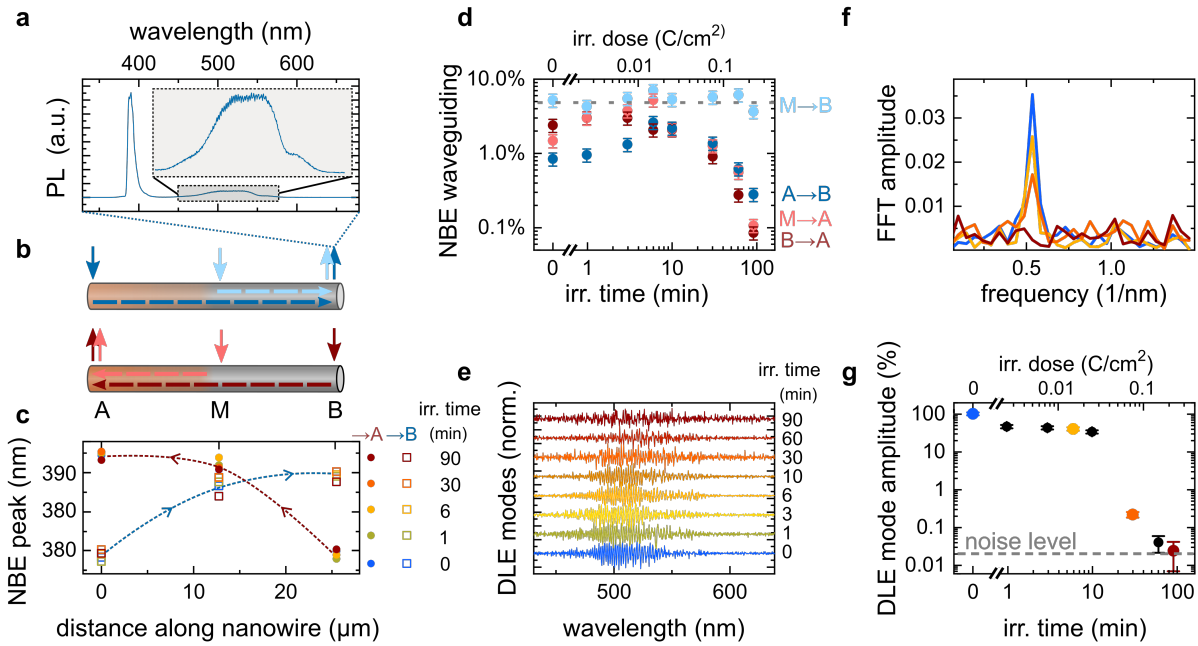 a
wavelength (nm)
400 500 600
PL (a.u.)
b
A M B
c
irr. time
(min)
→A →B
90
30
6
1
0
NBE peak (nm)
390
380
380
0 10 20
distance along nanowire (µm)
d
irr. dose (C/cm²)
0 0.01 0.1
NBE waveguiding
10.0%
1.0%
0.1%
M→B
A→B
M→A
B→A
0 1 10 100
irr. time (min)
e
irr. time
(min)
DLE modes (norm.)
90
60
30
10
6
3
1
0
500 600
wavelength (nm)
f
FFT amplitude
0.03
0.02
0.01
0.5 1.0
frequency (1/nm)
g
irr. dose (C/cm²)
0 0.01 0.1
DLE mode amplitude (%)
100
10
1
0.1
0.01
noise level
0 1 10 100
irr. time (min)